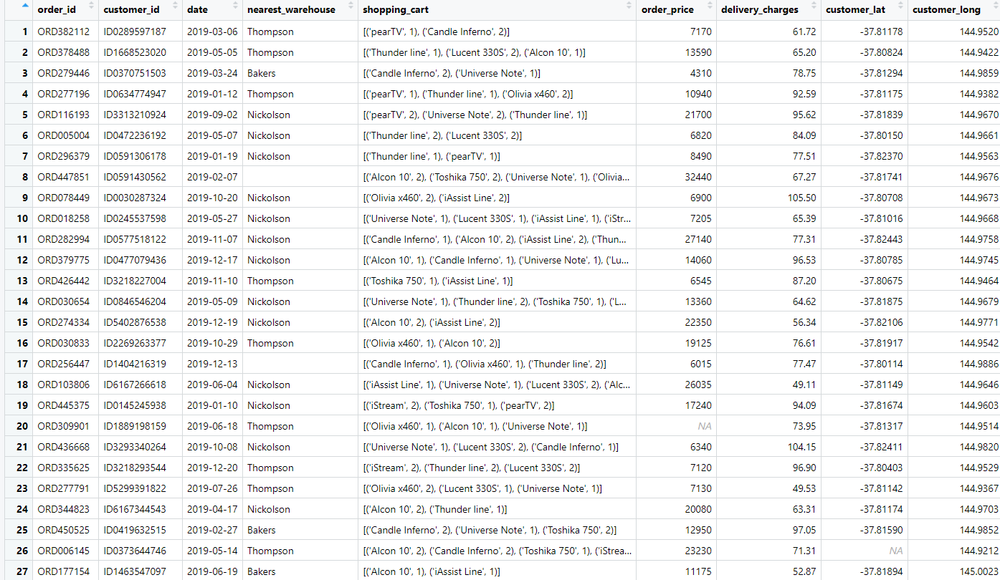 order_id customer_id date nearest_warehouse shopping_cart order_price delivery_charges customer_lat customer_long
1 ORD382112 ID0289597187 2019-03-06 Thompson [('pearTV', 1), ('Candle Inferno', 2)] 7170 61.72 -37.81178 144.9520
2 ORD378488 ID1668523020 2019-05-05 Thompson [('Thunder line', 1), ('Lucent 330S', 2), ('Alcon 10', 1)] 13590 65.20 -37.80824 144.9422
3 ORD279446 ID0370751503 2019-03-24 Bakers [('Candle Inferno', 2), ('Universe Note', 1)] 4310 78.75 -37.81294 144.9859
4 ORD277196 ID0634774947 2019-01-12 Thompson [('pearTV', 1), ('Thunder line', 1), ('Olivia x460', 2)] 10940 92.59 -37.81175 144.9382
5 ORD116193 ID3313210924 2019-09-02 Nickolson [('pearTV', 2), ('Universe Note', 2), ('Thunder line', 1)] 21700 95.62 -37.81839 144.9670
6 ORD005004 ID0472236192 2019-05-07 Nickolson [('Thunder line', 2), ('Lucent 330S', 2)] 6820 84.09 -37.80150 144.9661
7 ORD296379 ID0591306178 2019-01-19 Nickolson [('Thunder line', 1), ('pearTV', 1)] 8490 77.51 -37.82370 144.9563
8 ORD447851 ID0591430562 2019-02-07 [('Alcon 10', 2), ('Toshika 750', 2), ('Universe Note', 1), ('Olivia... 32440 67.27 -37.81741 144.9676
9 ORD078449 ID0030287324 2019-10-20 Nickolson [('Olivia x460', 2), ('iAssist Line', 2)] 6900 105.50 -37.80708 144.9673
10 ORD018258 ID0245537598 2019-05-27 Nickolson [('Universe Note', 1), ('Lucent 330S', 1), ('iAssist Line', 1), ('iStr... 7205 65.39 -37.81016 144.9668
11 ORD282994 ID0577518122 2019-11-07 Nickolson [('Candle Inferno', 1), ('Alcon 10', 2), ('iAssist Line', 2), ('Thun... 27140 77.31 -37.82443 144.9758
12 ORD379775 ID0477079436 2019-12-17 Nickolson [('Alcon 10', 1), ('Candle Inferno', 1), ('Universe Note', 1), ('Lu... 14060 96.53 -37.80785 144.9745
13 ORD426442 ID3218227004 2019-11-10 Thompson [('Toshika 750', 1), ('iAssist Line', 1)] 6545 87.20 -37.80675 144.9464
14 ORD030654 ID0846546204 2019-05-09 Nickolson [('Universe Note', 1), ('Thunder line', 2), ('Toshika 750', 1), ('L... 13360 64.62 -37.81875 144.9679
15 ORD274334 ID5402876538 2019-12-19 Nickolson [('Alcon 10', 2), ('iAssist Line', 2)] 22350 56.34 -37.82106 144.9771
16 ORD030833 ID2269263377 2019-10-29 Thompson [('Olivia x460', 1), ('Alcon 10', 2)] 19125 76.61 -37.81917 144.9542
17 ORD256447 ID1404216319 2019-12-13 [('Candle Inferno', 1), ('Olivia x460', 1), ('Thunder line', 2)] 6015 77.47 -37.80114 144.9886
18 ORD103806 ID6167266618 2019-06-04 Nickolson [('iAssist Line', 1), ('Universe Note', 1), ('Lucent 330S', 2), ('Alc... 26035 49.11 -37.81149 144.9646
19 ORD445375 ID0145245938 2019-01-10 Nickolson [('iStream', 2), ('Toshika 750', 1), ('pearTV', 2)] 17240 94.09 -37.81674 144.9603
20 ORD309901 ID1889198159 2019-06-18 Thompson [('Olivia x460', 1), ('Alcon 10', 1), ('Universe Note', 1)] NA 73.95 -37.81317 144.9514
21 ORD436668 ID3293340264 2019-10-08 Nickolson [('Universe Note', 1), ('Lucent 330S', 2), ('Candle Inferno', 1)] 6340 104.15 -37.82411 144.9820
22 ORD335625 ID3218293544 2019-12-20 Thompson [('iStream', 2), ('Thunder line', 2), ('Lucent 330S', 2)] 7120 96.90 -37.80403 144.9529
23 ORD277791 ID5299391822 2019-07-26 Thompson [('Olivia x460', 2), ('Lucent 330S', 1), ('Universe Note', 1)] 7130 49.53 -37.81142 144.9367
24 ORD344823 ID6167344543 2019-04-17 Nickolson [('Alcon 10', 2), ('Thunder line', 1)] 20080 63.31 -37.81174 144.9703
25 ORD450525 ID0419632515 2019-02-27 Bakers [('Candle Inferno', 2), ('Universe Note', 1), ('Toshika 750', 2)] 12950 97.05 -37.81590 144.9852
26 ORD006145 ID0373644746 2019-05-14 Thompson [('Alcon 10', 2), ('Candle Inferno', 2), ('Toshika 750', 1), ('iStrea... 23230 71.31 NA 144.9212
27 ORD177154 ID1463547097 2019-06-19 Bakers [('Alcon 10', 1), ('iAssist Line', 1)] 11175 52.87 -37.81894 145.0023